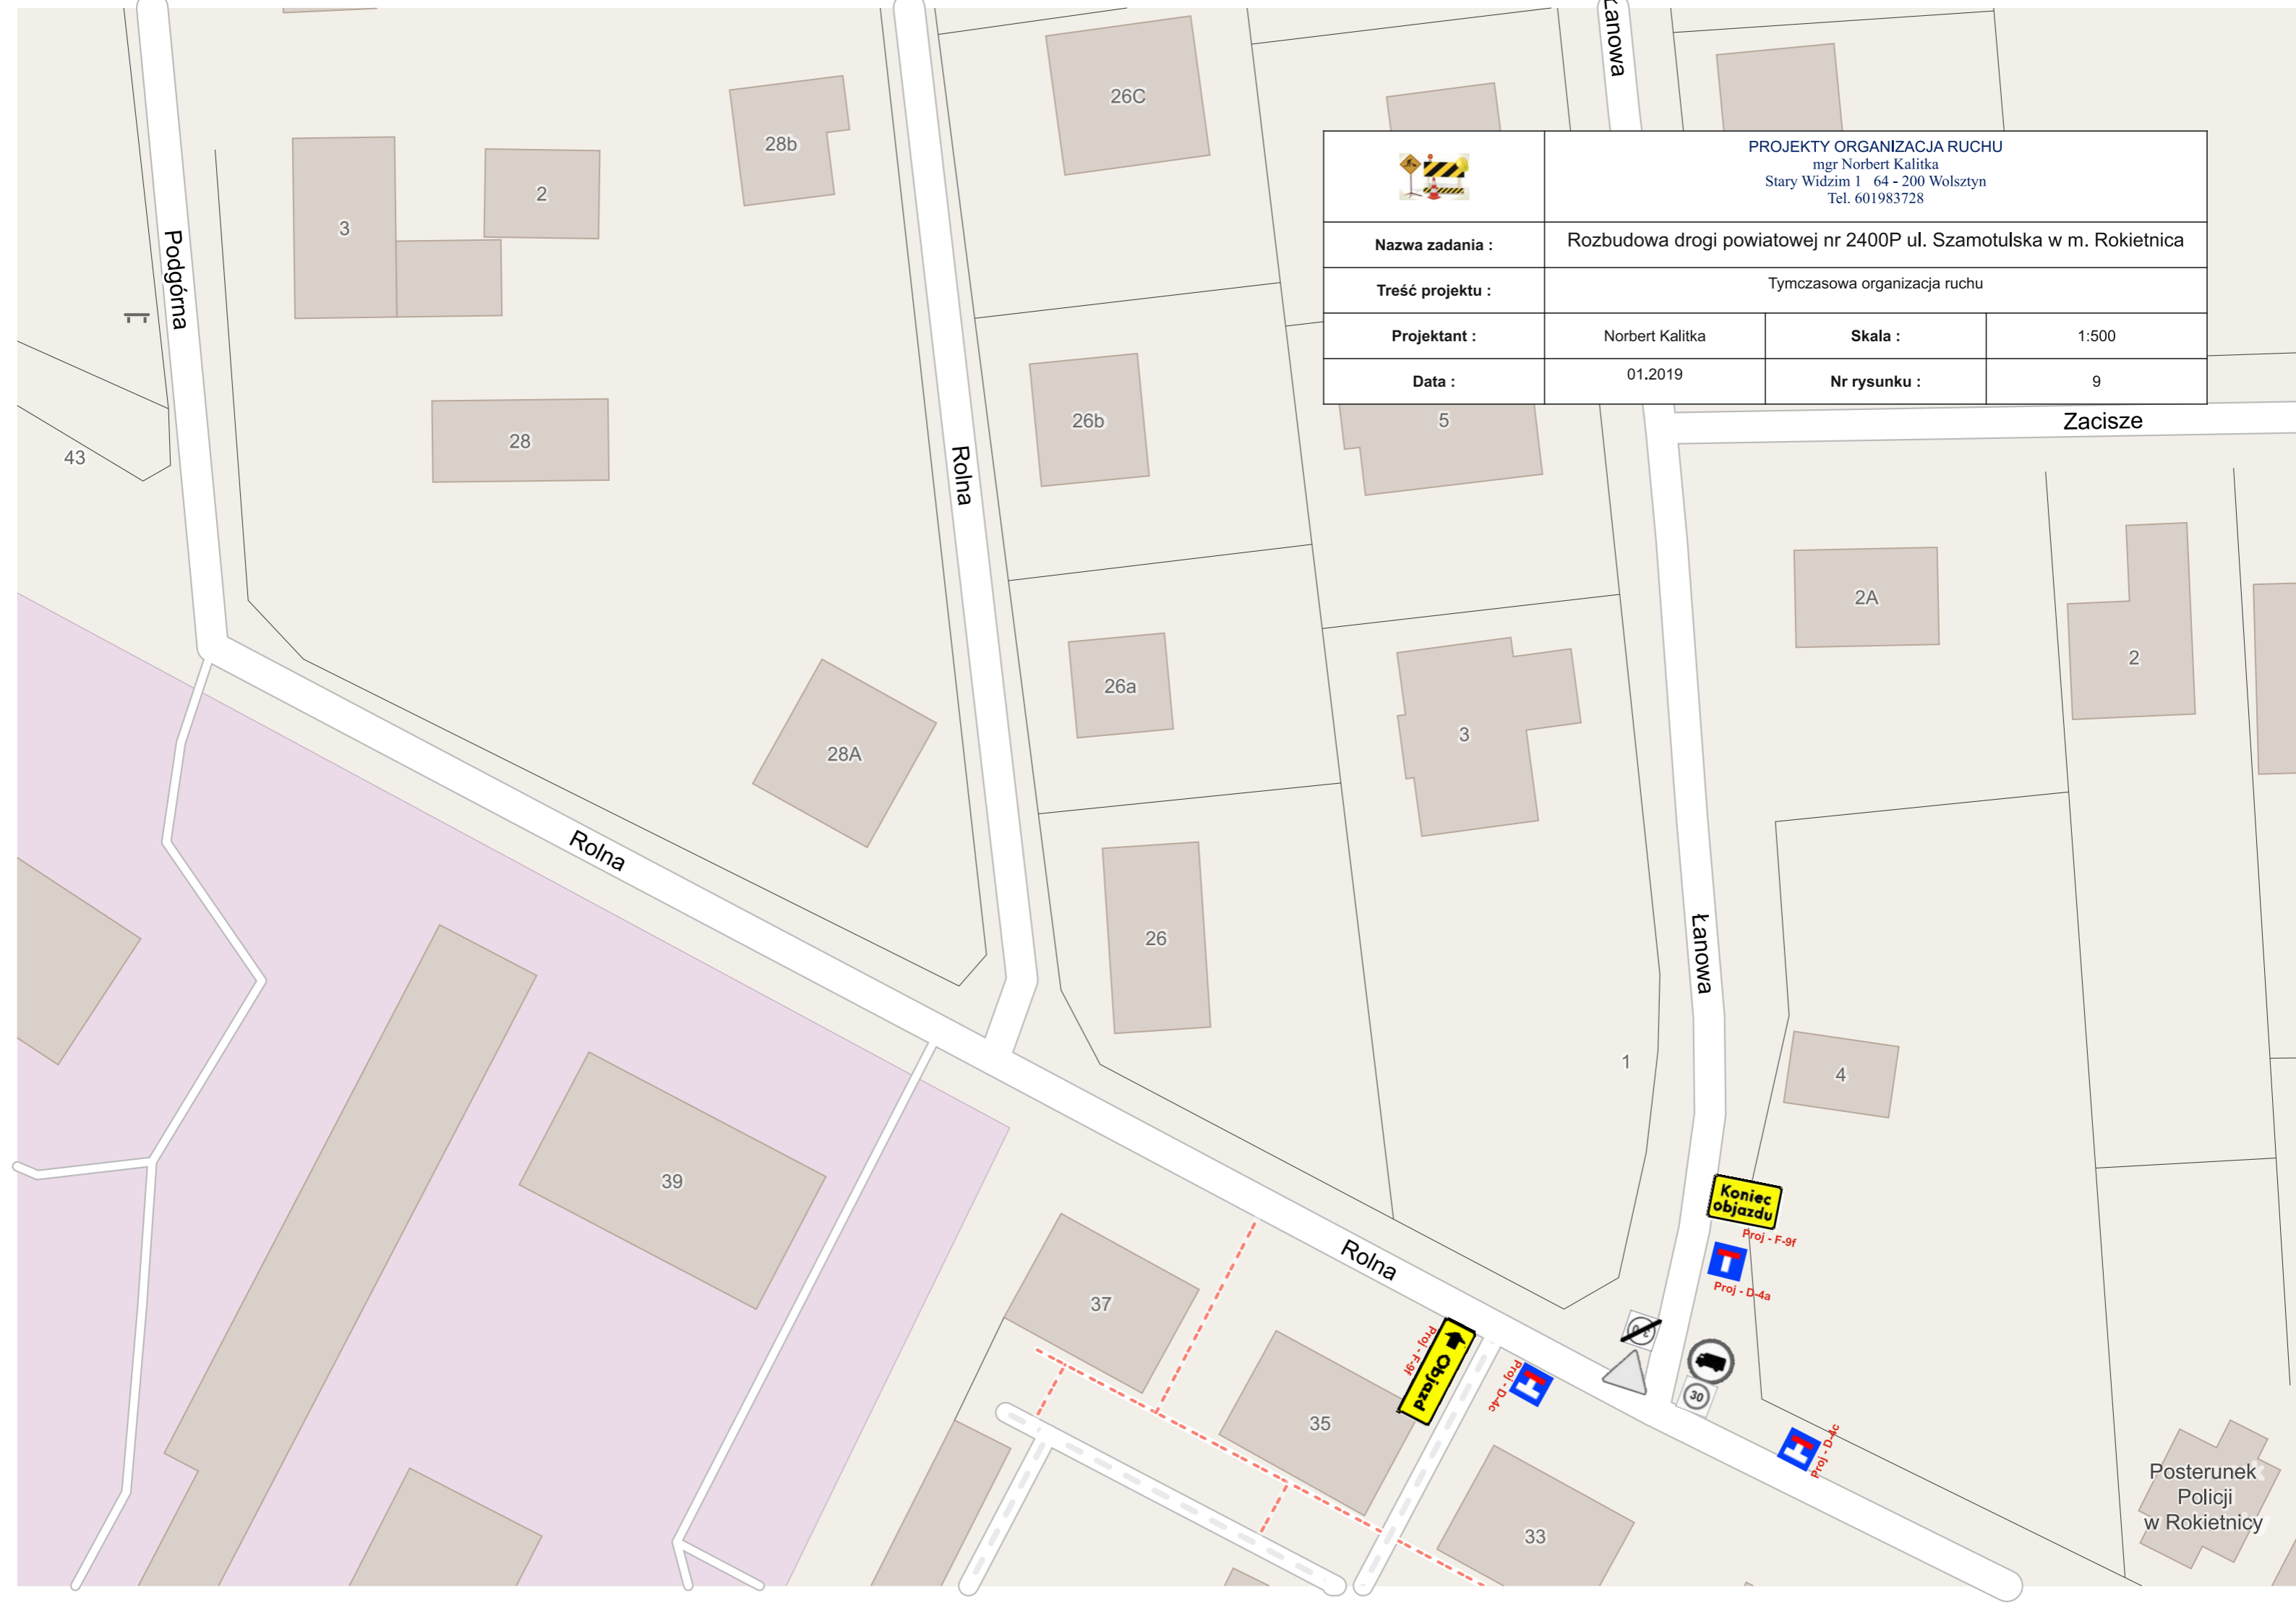 Łanowa
26C
28b
2
3
Podgórna
PROJEKTY ORGANIZACJA RUCHU
mgr Norbert Kalitka
Stary Widzim 1 64 - 200 Wolsztyn
Tel. 601983728
Nazwa zadania :
Rozbudowa drogi powiatowej nr 2400P ul. Szamotulska w m. Rokietnica
Treść projektu :
Tymczasowa organizacja ruchu
Projektant :
Norbert Kalitka
Skala :
1:500
Data :
01.2019
Nr rysunku :
9
Zacisze
28
43
Rolna
26b
5
2A
2
26a
3
28A
Rolna
26
Łanowa
1
4
39
Koniec
objazdu
Proj - F-9f
Proj - D-4a
Rolna
37
Proj - F-9f
Objazd
Proj - D-4c
30
30
35
Proj - D-4c
33
Posterunek
Policji
w Rokietnicy